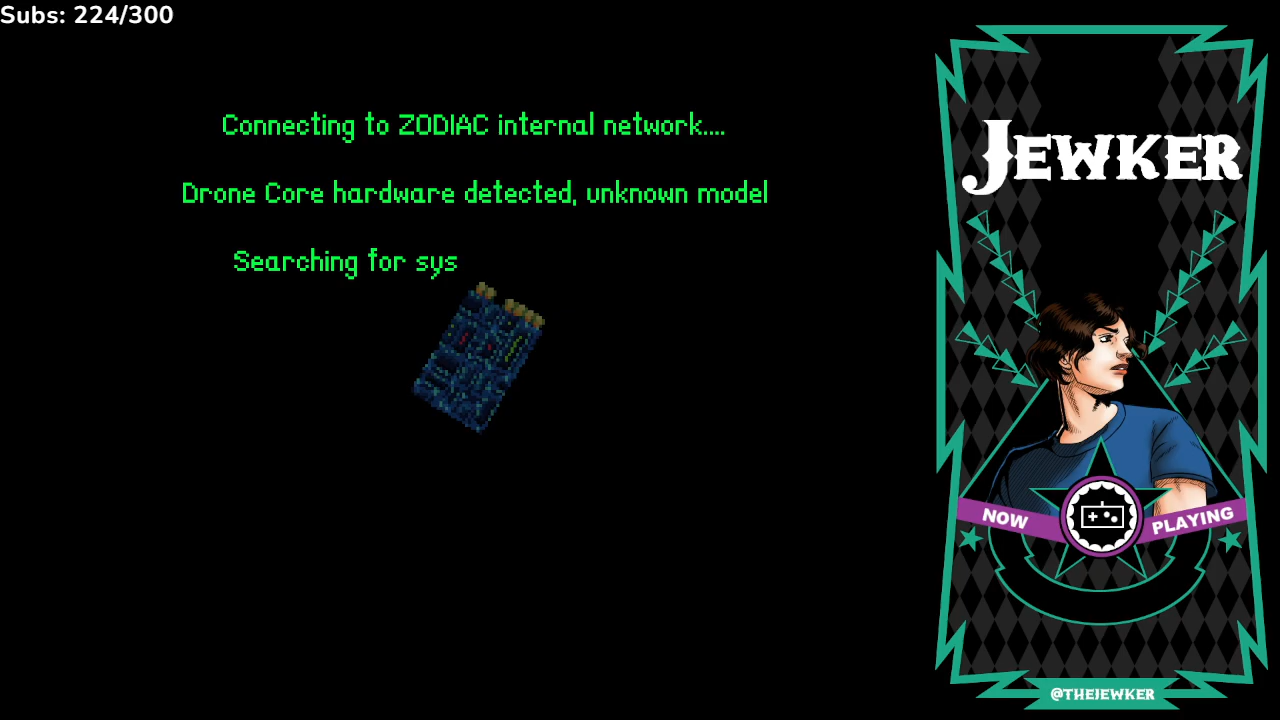 Subs: 224/300
Connecting to ZODIAC internal network....
Drone Core hardware detected, unknown model
Searching for sys
JEWKER
NOW PLAYING
@THEJEWKER